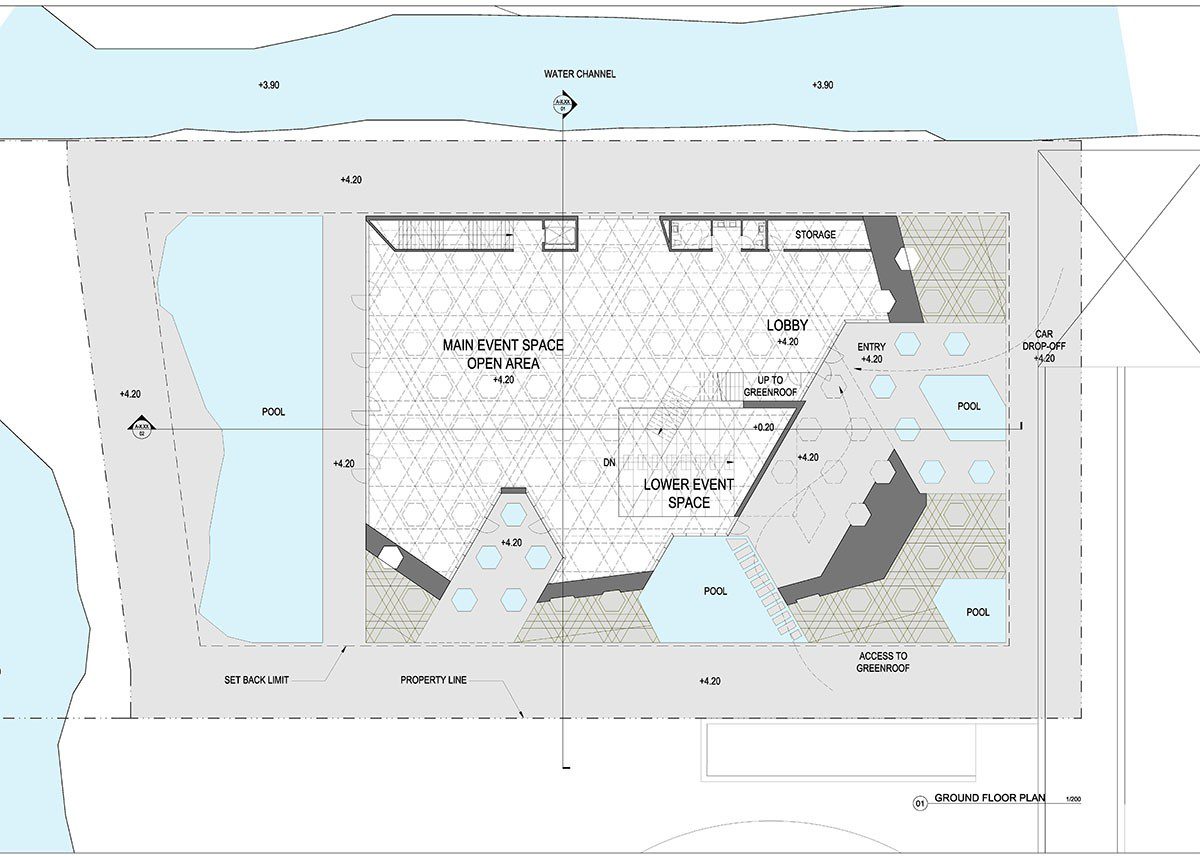 WATER CHANNEL
+3.90
+3.90
A-X.XX
01
+4.20
STORAGE
LOBBY
+4.20
MAIN EVENT SPACE
OPEN AREA
+4.20
ENTRY
+4.20
CAR
DROP-OFF
+4.20
UP TO
GREENROOF
+4.20
POOL
POOL
A-X.XX
02
+0.20
+4.20
DN
+4.20
LOWER EVENT
SPACE
+4.20
POOL
POOL
ACCESS TO
GREENROOF
SET BACK LIMIT
PROPERTY LINE
+4.20
01
GROUND FLOOR PLAN
1/200